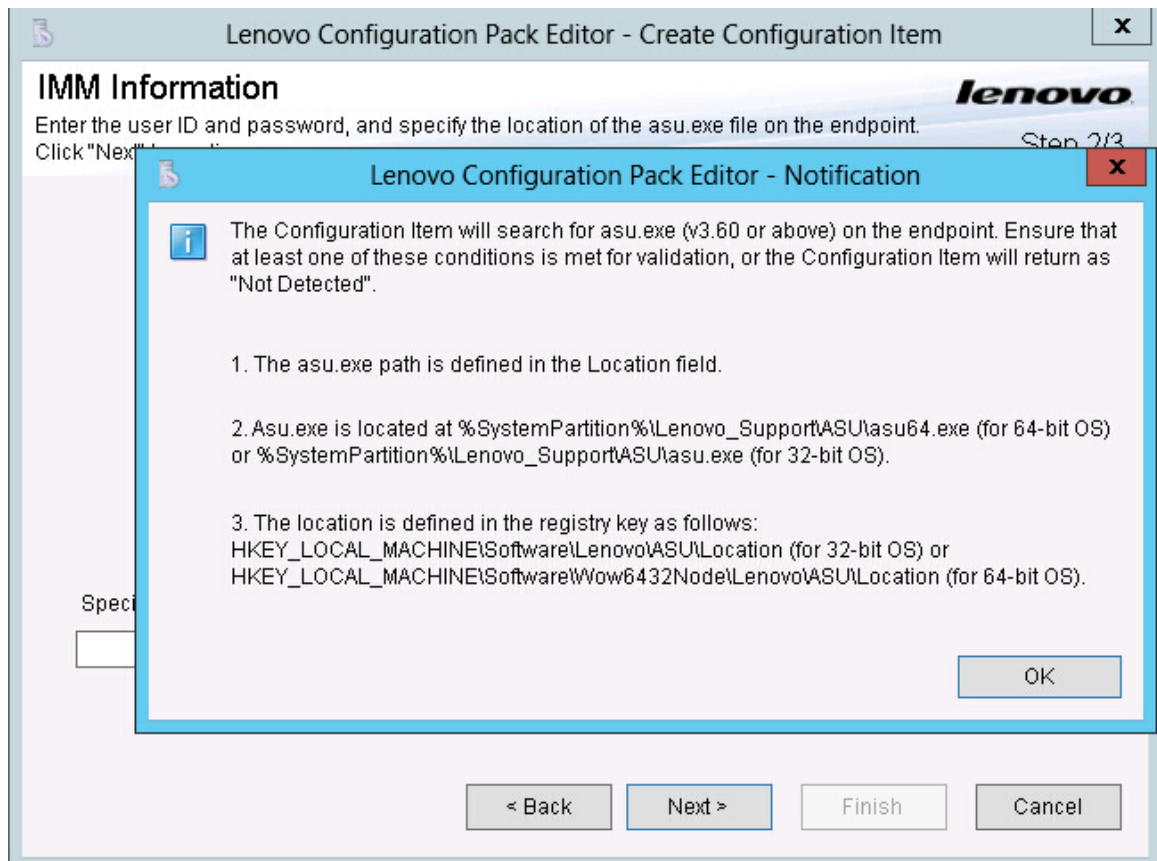 Lenovo Configuration Pack Editor - Create Configuration Item
x
IMM Information
lenovo
Enter the user ID and password, and specify the location of the asu.exe file on the endpoint.
Step 2/3
Click "Next"
Lenovo Configuration Pack Editor - Notification
x
The Configuration Item will search for asu.exe (v3.60 or above) on the endpoint. Ensure that
at least one of these conditions is met for validation, or the Configuration Item will return as
"Not Detected".
1. The asu.exe path is defined in the Location field.
2. Asu.exe is located at %SystemPartition%\Lenovo_Support\ASU\asu64.exe (for 64-bit OS)
or %SystemPartition%\Lenovo_Support\ASU\asu.exe (for 32-bit OS).
3. The location is defined in the registry key as follows:
HKEY_LOCAL_MACHINE\Software\Lenovo\ASU\Location (for 32-bit OS) or
HKEY_LOCAL_MACHINE\Software\Wow6432Node\Lenovo\ASU\Location (for 64-bit OS).
Speci
OK
< Back
Next >
Finish
Cancel